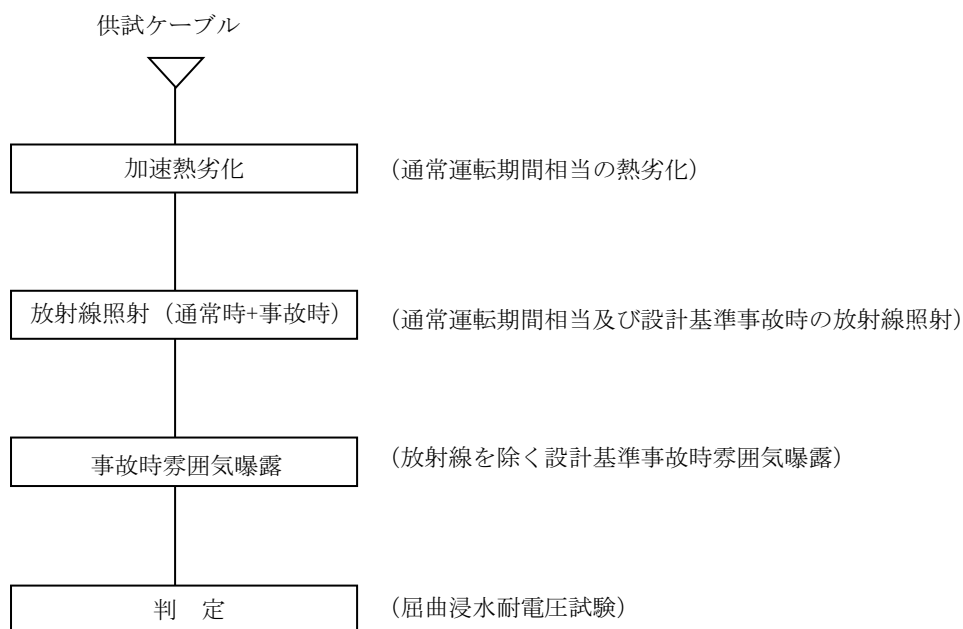 供試ケーブル
加速熱劣化 (通常運転期間相当の熱劣化)
放射線照射（通常時+事故時） (通常運転期間相当及び設計基準事故時の放射線照射)
事故時雰囲気曝露 (放射線を除く設計基準事故時雰囲気曝露)
判　定 (屈曲浸水耐電圧試験)